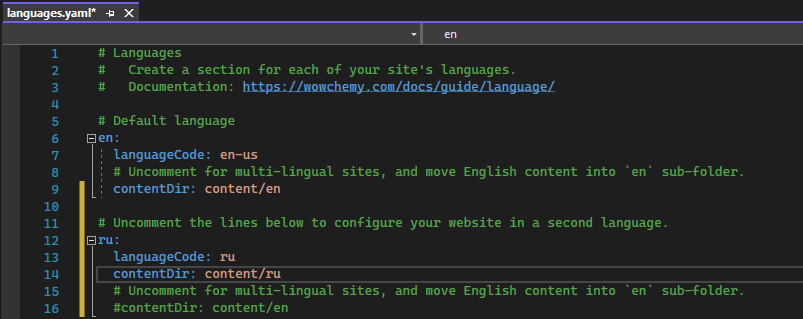 languages.yaml*
en
1 # Languages
2 #   Create a section for each of your site's languages.
3 #   Documentation: https://wowchemy.com/docs/guide/language/
4
5 # Default language
6 en:
7   languageCode: en-us
8   # Uncomment for multi-lingual sites, and move English content into `en` sub-folder.
9   contentDir: content/en
10
11 # Uncomment the lines below to configure your website in a second language.
12 ru:
13   languageCode: ru
14   contentDir: content/ru
15   # Uncomment for multi-lingual sites, and move English content into `en` sub-folder.
16   #contentDir: content/en